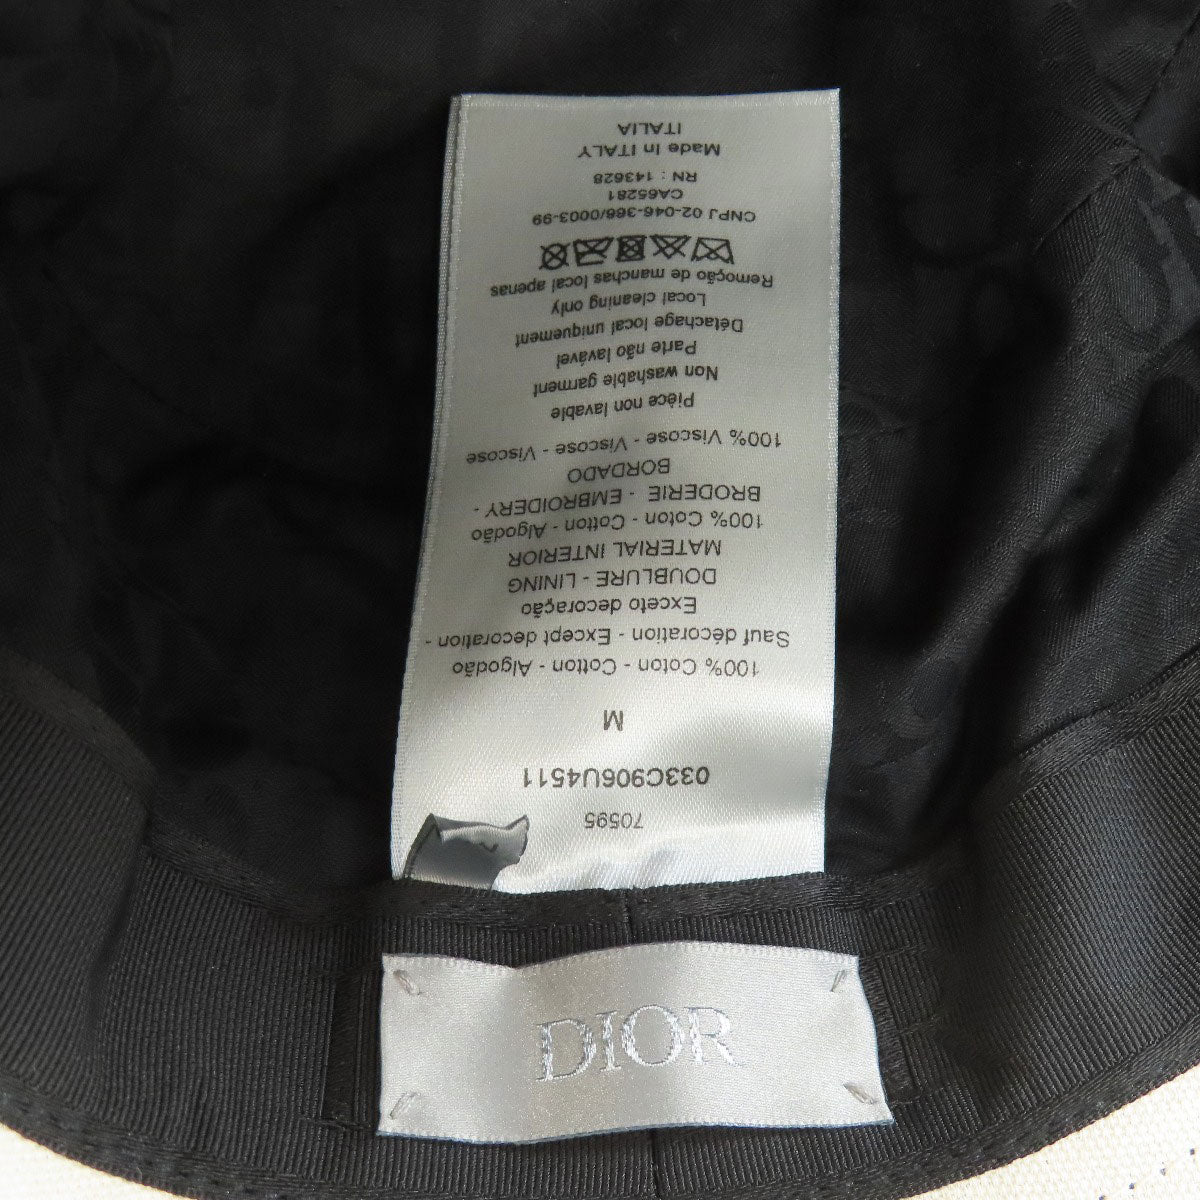 70595
033C906U4511
M
100% Coton - Cotton - Algodão
Sauf décoration - Except decoration -
Exceto decoração
DOUBLURE - LINING
MATERIAL INTERIOR
100% Coton - Cotton - Algodão
BRODERIE - EMBROIDERY -
BORDADO
100% Viscose - Viscose - Viscose
Pièce non lavable
Non washable garment
Parte não lavável
Détachage local uniquement
Local cleaning only
Remoção de manchas local apenas
CNPJ 02-046-366/0003-99
CA65281
RN : 143628
Made In ITALY
ITALIA
DIOR